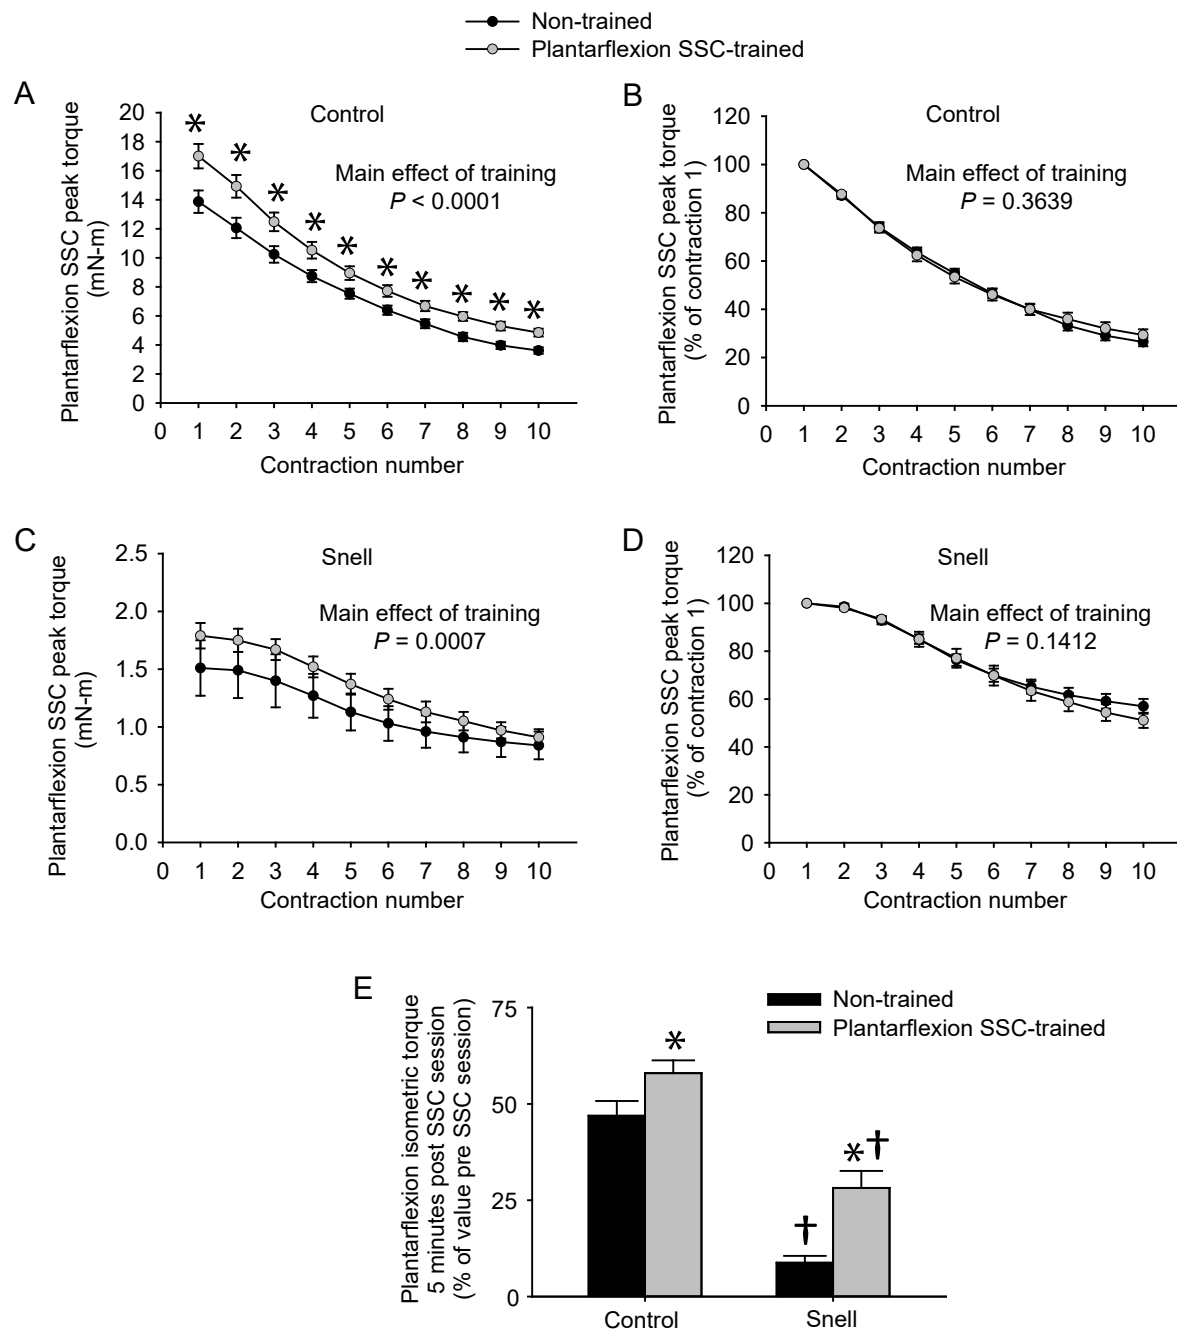 Non-trained
Plantarflexion SSC-trained
A
Plantarflexion SSC peak torque
(mN-m)
20
18
16
14
12
10
8
6
4
2
0
Control
Main effect of training
P < 0.0001
* * * * * * * * * *
0 1 2 3 4 5 6 7 8 9 10
Contraction number
B
Plantarflexion SSC peak torque
(% of contraction 1)
120
100
80
60
40
20
0
Control
Main effect of training
P = 0.3639
0 1 2 3 4 5 6 7 8 9 10
Contraction number
C
Plantarflexion SSC peak torque
(mN-m)
2.5
2.0
1.5
1.0
0.5
0.0
Snell
Main effect of training
P = 0.0007
0 1 2 3 4 5 6 7 8 9 10
Contraction number
D
Plantarflexion SSC peak torque
(% of contraction 1)
120
100
80
60
40
20
0
Snell
Main effect of training
P = 0.1412
0 1 2 3 4 5 6 7 8 9 10
Contraction number
E
Plantarflexion isometric torque
5 minutes post SSC session
(% of value pre SSC session)
75
50
25
0
Non-trained
Plantarflexion SSC-trained
*
*†
†
Control Snell